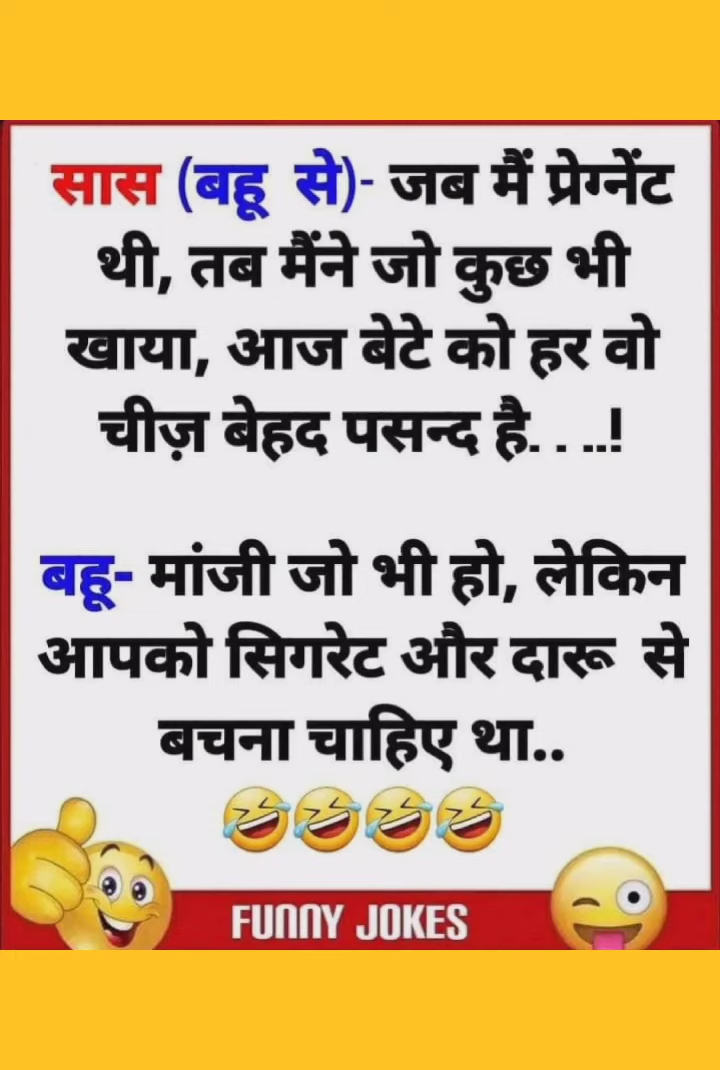 सास (बहू से)- जब मैं प्रेग्नेंट
थी, तब मैंने जो कुछ भी
खाया, आज बेटे को हर वो
चीज़ बेहद पसन्द है. . ..!
बहू- मांजी जो भी हो, लेकिन
आपको सिगरेट और दारू से
बचना चाहिए था..
FUNNY JOKES